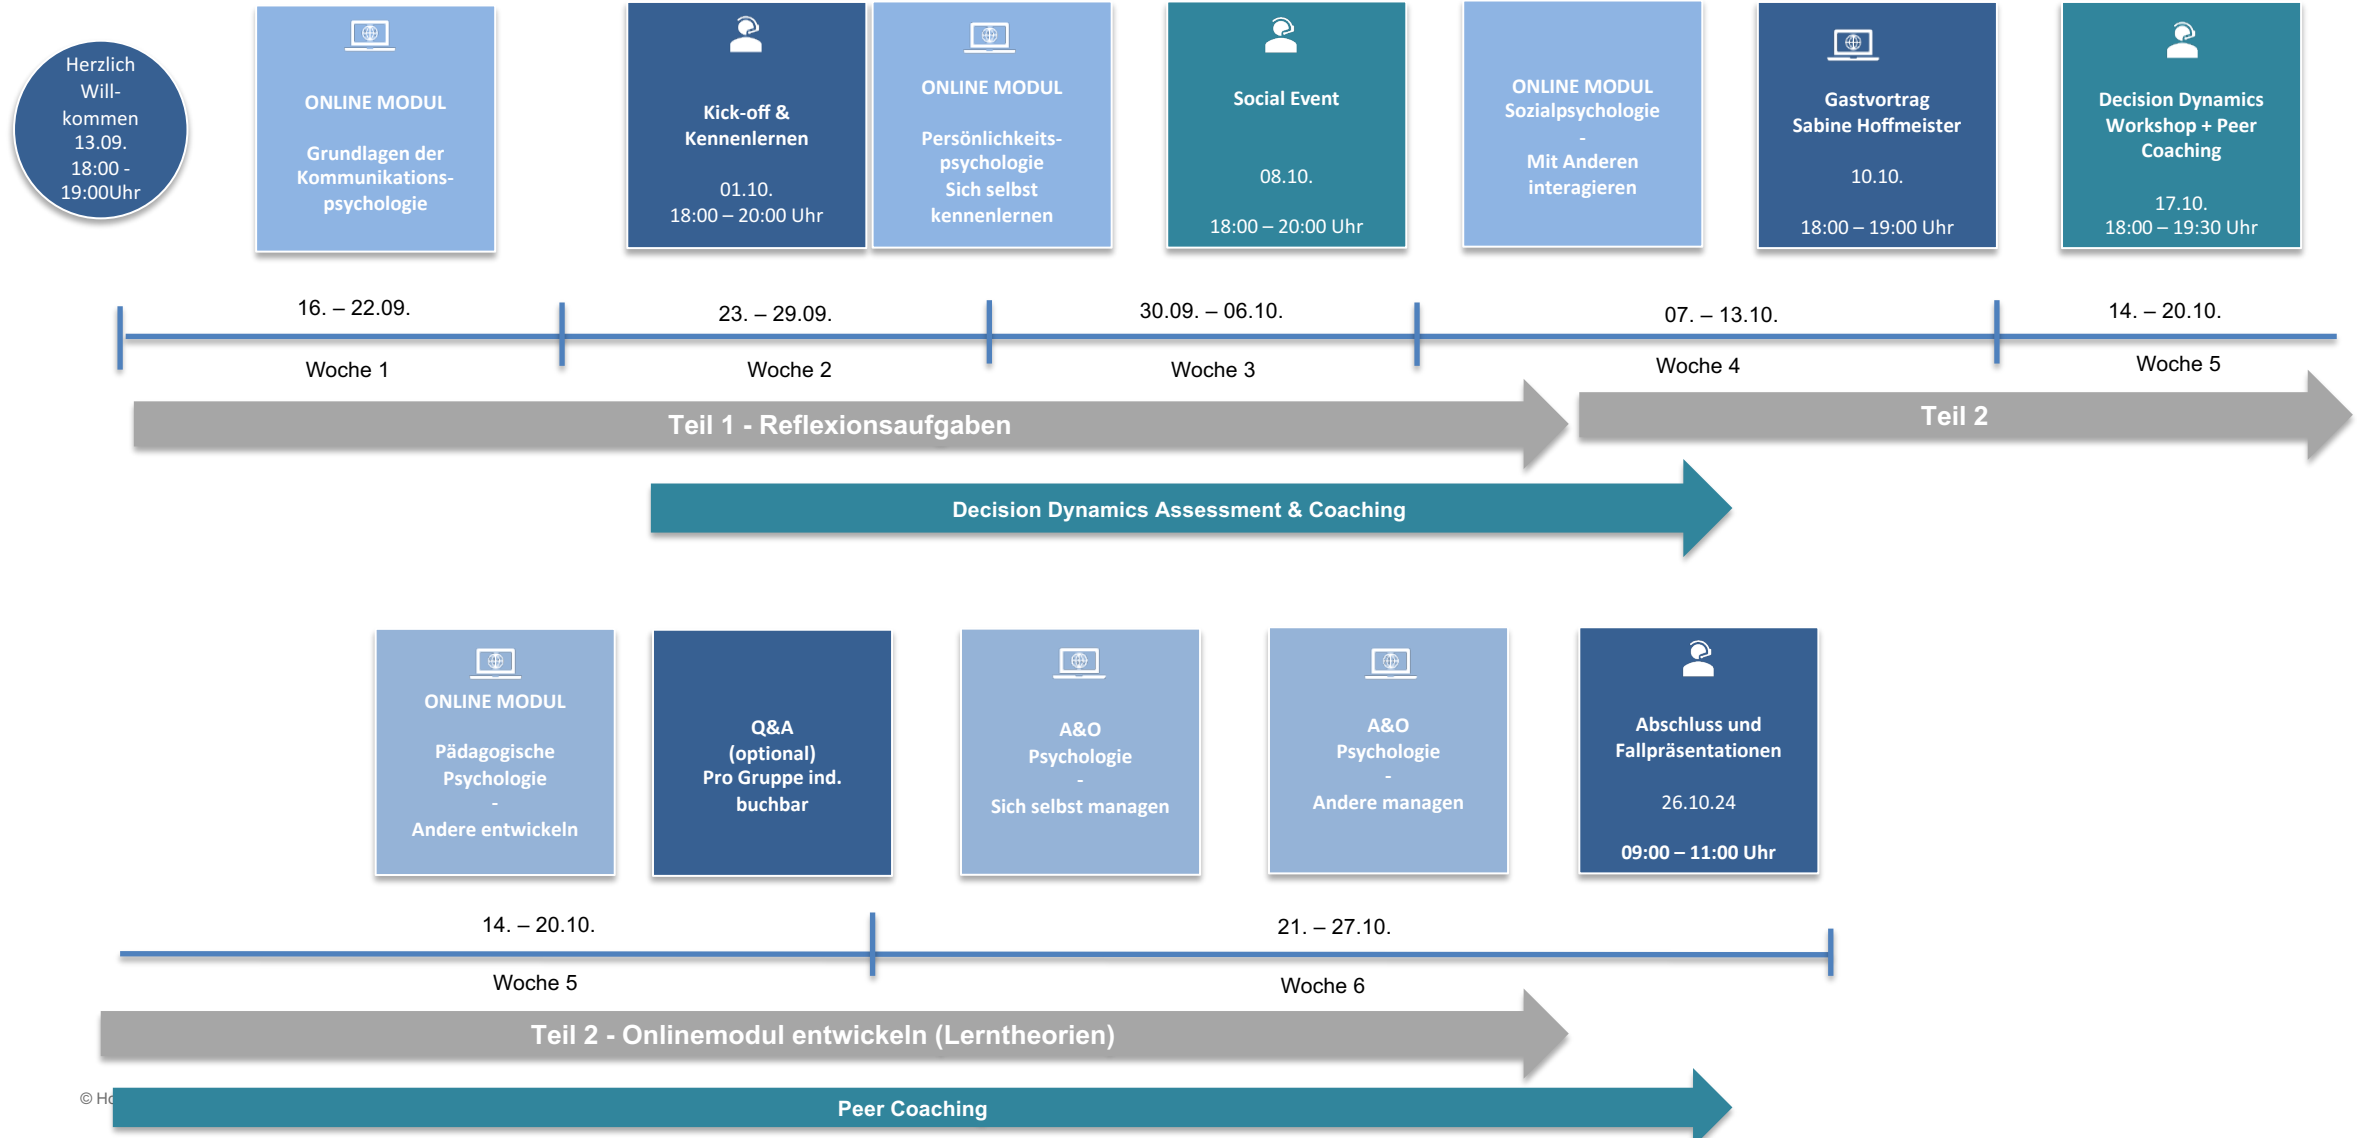 Herzlich
Will-
kommen
13.09.
18:00 -
19:00Uhr
ONLINE MODUL
Grundlagen der
Kommunikations-
psychologie
Kick-off &
Kennenlernen
01.10.
18:00 – 20:00 Uhr
ONLINE MODUL
Persönlichkeits-
psychologie
Sich selbst
kennenlernen
Social Event
08.10.
18:00 – 20:00 Uhr
ONLINE MODUL
Sozialpsychologie
-
Mit Anderen
interagieren
Gastvortrag
Sabine Hoffmeister
10.10.
18:00 – 19:00 Uhr
Decision Dynamics
Workshop + Peer
Coaching
17.10.
18:00 – 19:30 Uhr
16. – 22.09.
23. – 29.09.
30.09. – 06.10.
07. – 13.10.
14. – 20.10.
Woche 1
Woche 2
Woche 3
Woche 4
Woche 5
Teil 1 - Reflexionsaufgaben
Teil 2
Decision Dynamics Assessment & Coaching
ONLINE MODUL
Pädagogische
Psychologie
-
Andere entwickeln
Q&A
(optional)
Pro Gruppe ind.
buchbar
A&O
Psychologie
-
Sich selbst managen
A&O
Psychologie
-
Andere managen
Abschluss und
Fallpräsentationen
26.10.24
09:00 – 11:00 Uhr
14. – 20.10.
21. – 27.10.
Woche 5
Woche 6
Teil 2 - Onlinemodul entwickeln (Lerntheorien)
©
Peer Coaching